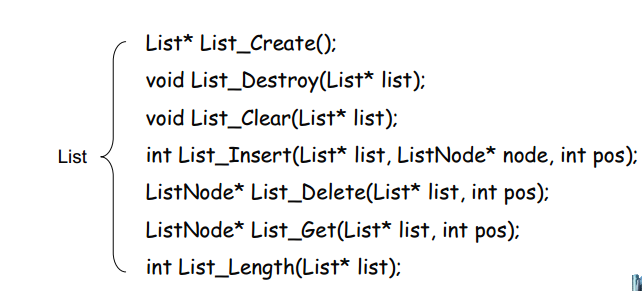 List* List_Create();
void List_Destroy(List* list);
void List_Clear(List* list);
List
int List_Insert(List* list, ListNode* node, int pos);
ListNode* List_Delete(List* list, int pos);
ListNode* List_Get(List* list, int pos);
int List_Length(List* list);